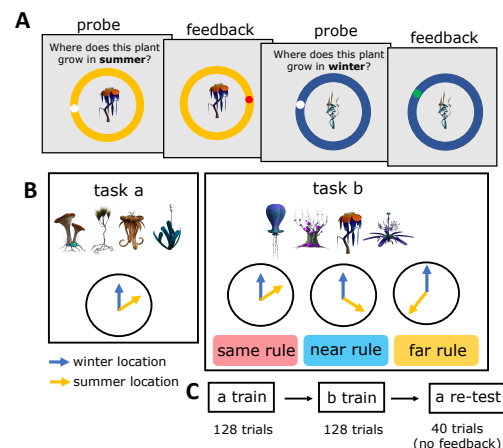 A
probe
feedback
probe
feedback
Where does this plant
grow in summer?
Where does this plant
grow in winter?
B
task a
task b
same rule
near rule
far rule
winter location
summer location
C
a train
b train
a re-test
128 trials
128 trials
40 trials
(no feedback)